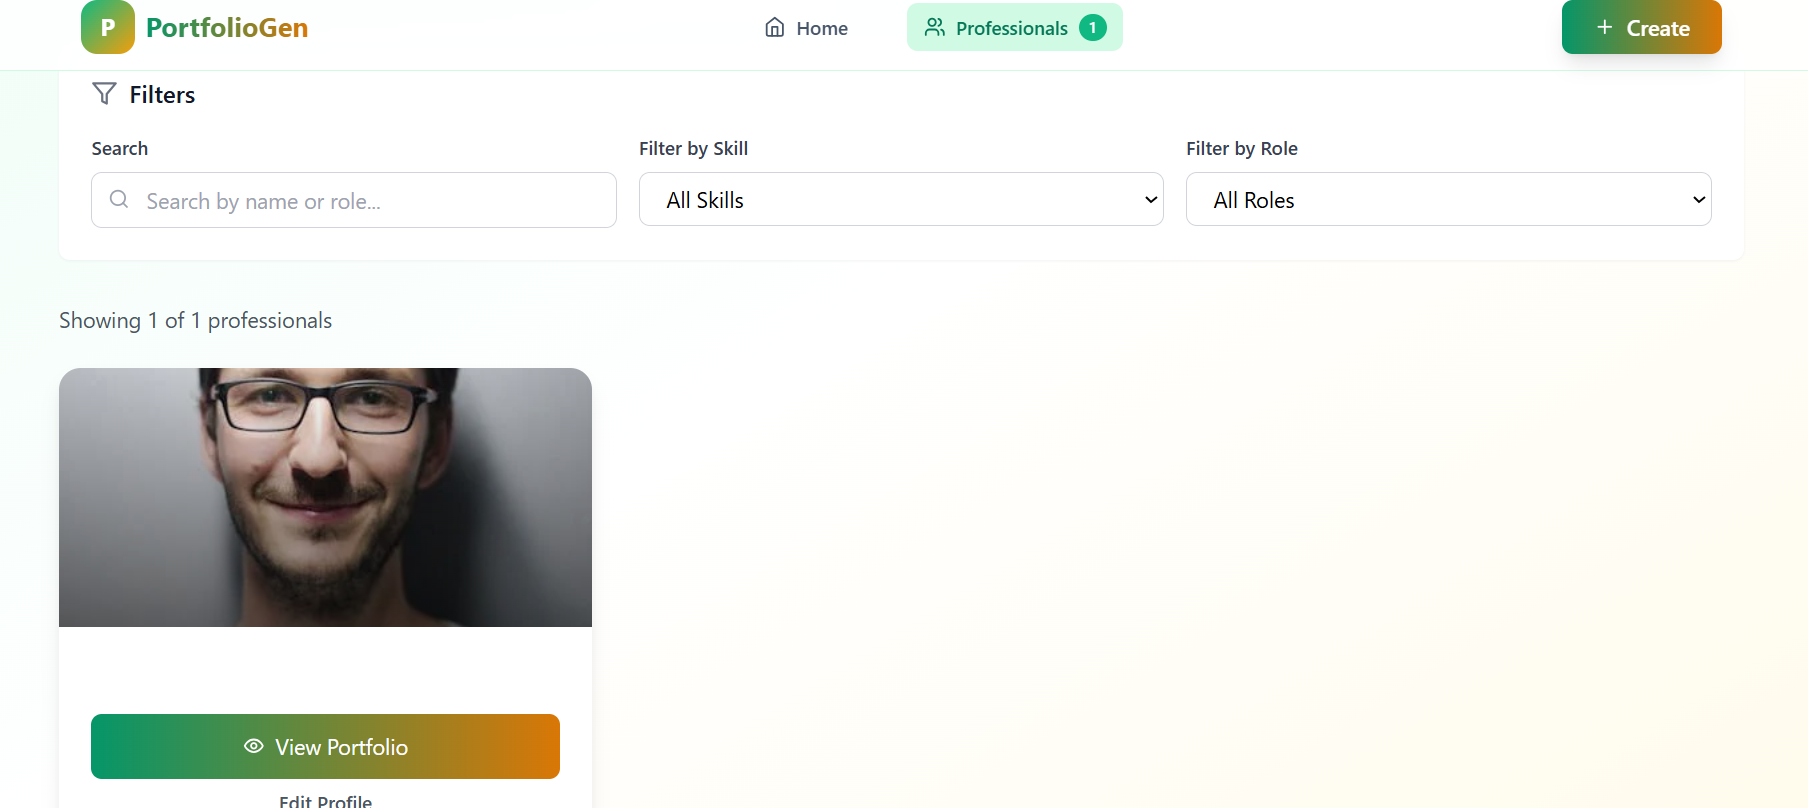 P PortfolioGen Home Professionals 1 + Create
Filters
Search Filter by Skill Filter by Role
Search by name or role... All Skills All Roles
Showing 1 of 1 professionals
View Portfolio
Edit Profile